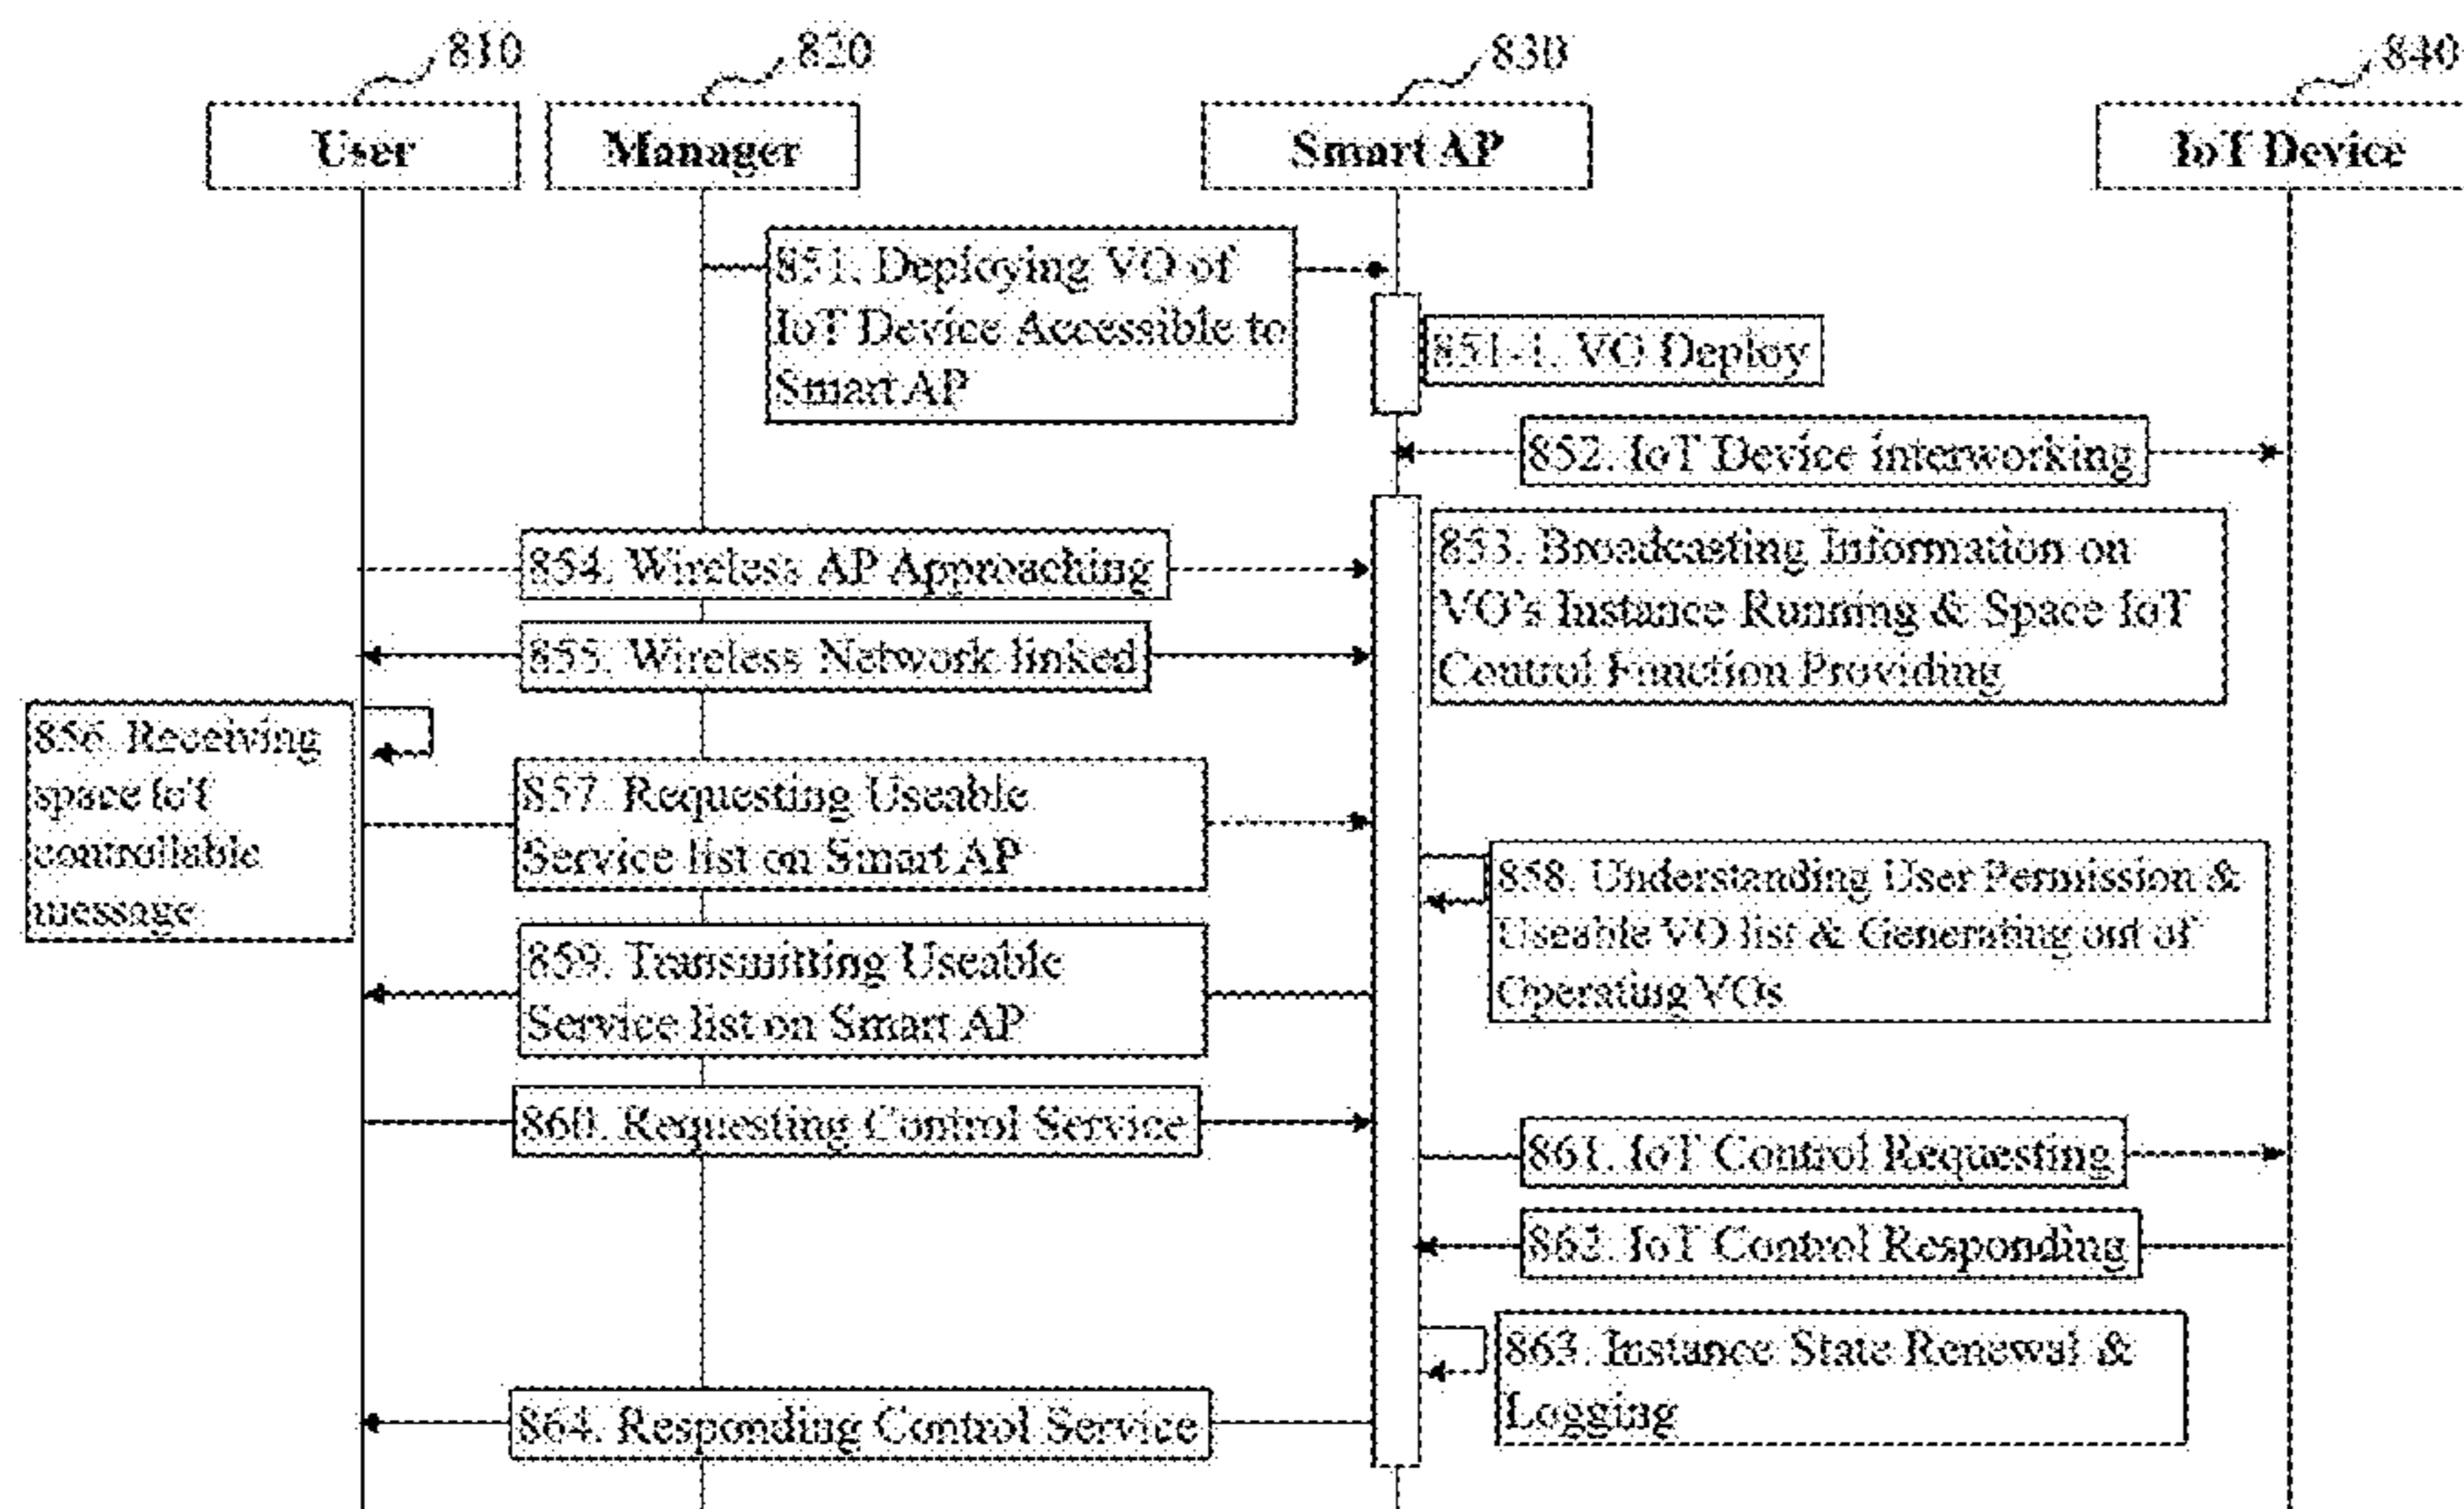 810
820
830
840
User
Manager
Smart AP
IoT Device
851. Deploying VO of
IoT Device Accessible to
Smart AP
851-1. VO Deploy
852. IoT Device interworking
853. Broadcasting Information on
VO's Instance Running & Space IoT
Control Function Providing
854. Wireless AP Approaching
855. Wireless Network linked
856. Receiving
space IoT
controllable
message
857. Requesting Useable
Service list on Smart AP
858. Understanding User Permission &
Useable VO list & Generating out of
Operating VOs
859. Transmitting Useable
Service list on Smart AP
860. Requesting Control Service
861. IoT Control Requesting
862. IoT Control Responding
863. Instance State Renewal &
Logging
864. Responding Control Service